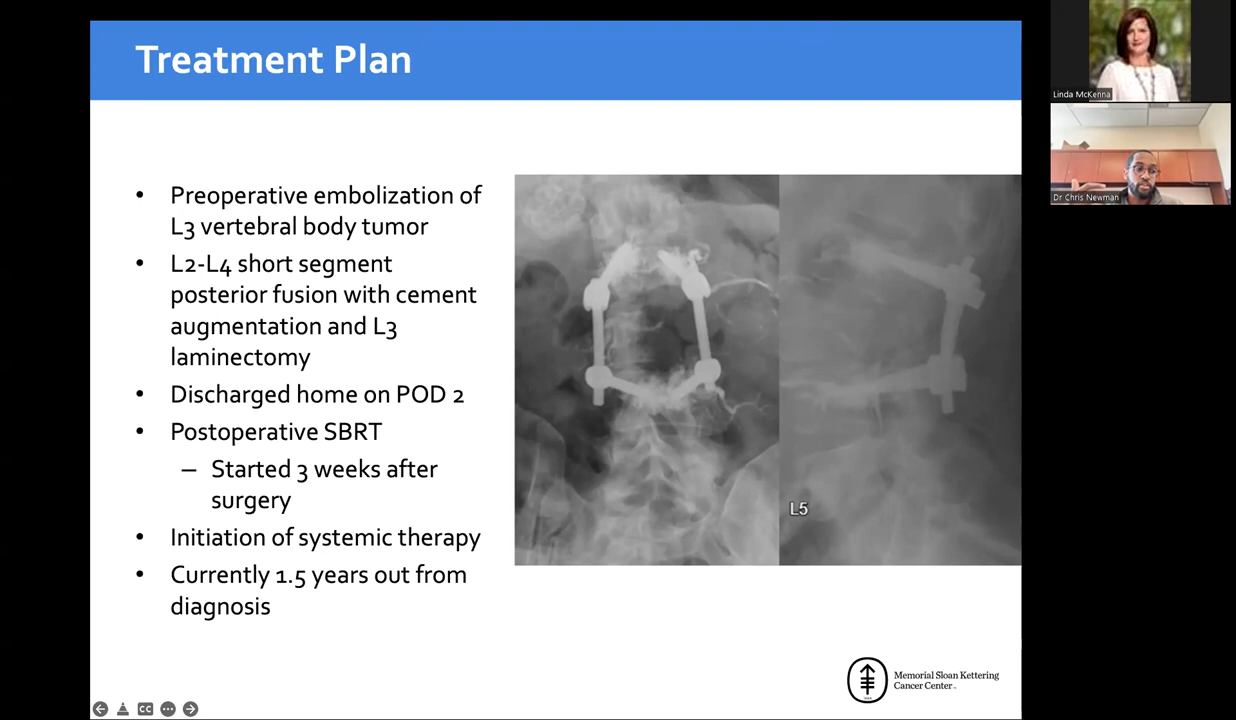 Treatment Plan
• Preoperative embolization of
L3 vertebral body tumor
• L2-L4 short segment
posterior fusion with cement
augmentation and L3
laminectomy
• Discharged home on POD 2
• Postoperative SBRT
– Started 3 weeks after
surgery
• Initiation of systemic therapy
• Currently 1.5 years out from
diagnosis
L5
Memorial Sloan Kettering
Cancer Center
CC
Linda McKenna
Dr Chris Newman